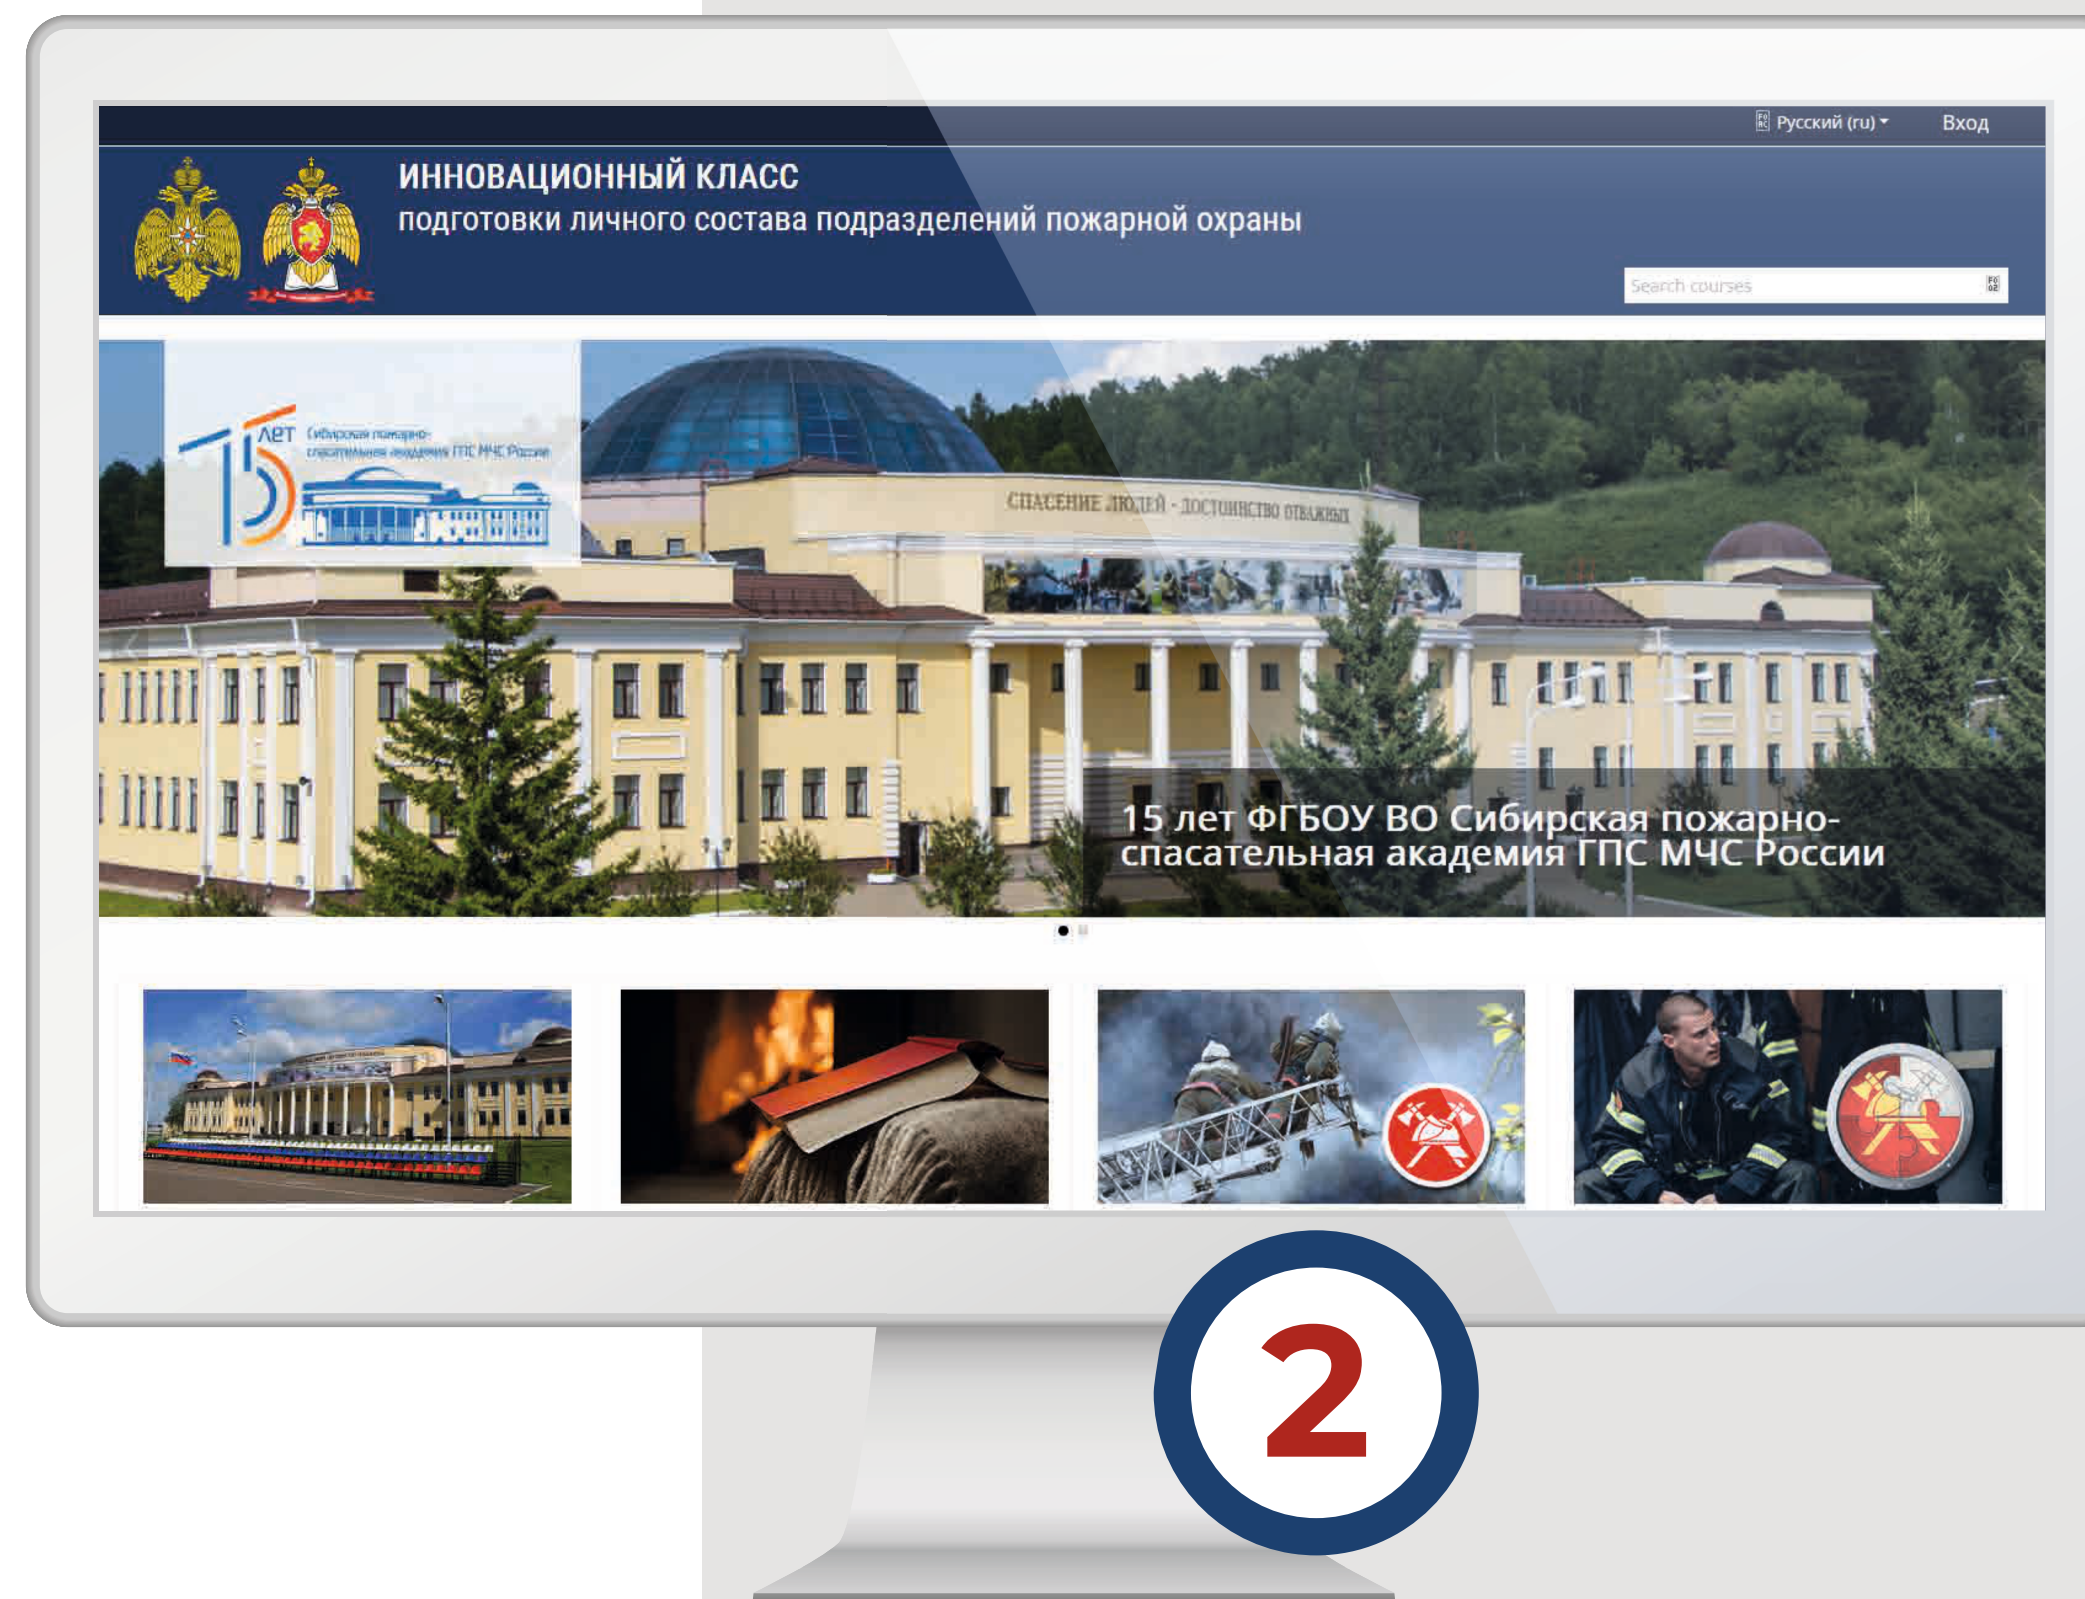 Русский (ru)
Вход
ИННОВАЦИОННЫЙ КЛАСС
подготовки личного состава подразделений пожарной охраны
Search courses
15 лет
Сибирская пожарно-
спасательная академия ГПС МЧС России
СПАСЕНИЕ ЛЮДЕЙ - ДОСТОИНСТВО ОТВАЖНЫХ
15 лет ФГБОУ ВО Сибирская пожарно-
спасательная академия ГПС МЧС России
2